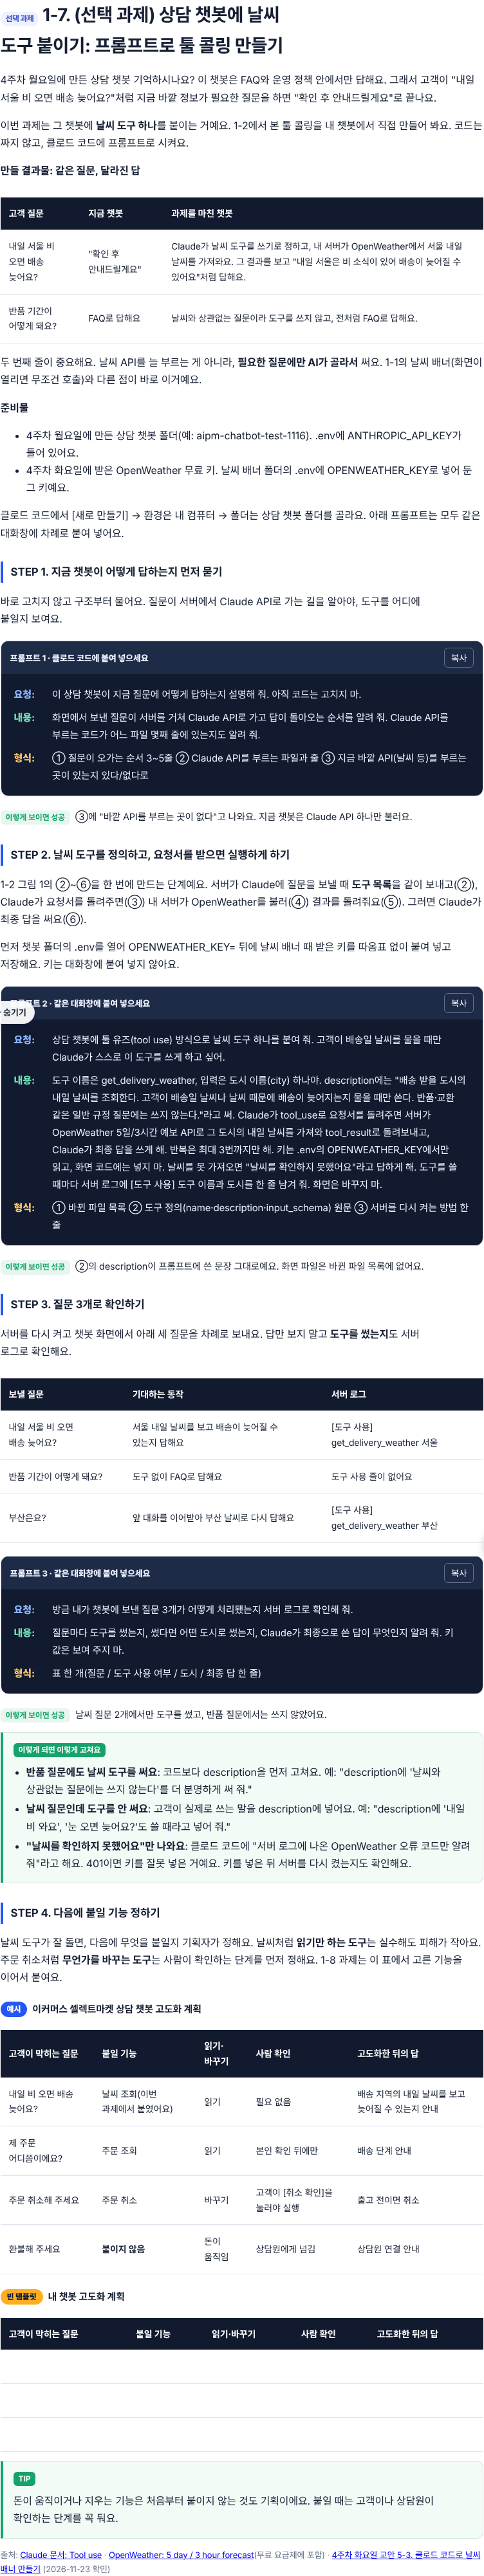 선택 과제 1-7. (선택 과제) 상담 챗봇에 날씨
도구 붙이기: 프롬프트로 툴 콜링 만들기
4주차 월요일에 만든 상담 챗봇 기억하시나요? 이 챗봇은 FAQ와 운영 정책 안에서만 답해요. 그래서 고객이 "내일
서울 비 오면 배송 늦어요?"처럼 지금 바깥 정보가 필요한 질문을 하면 "확인 후 안내드릴게요"로 끝나요.
이번 과제는 그 챗봇에 날씨 도구 하나를 붙이는 거예요. 1-2에서 본 툴 콜링을 내 챗봇에서 직접 만들어 봐요. 코드는
짜지 않고, 클로드 코드에 프롬프트로 시켜요.
만들 결과물: 같은 질문, 달라진 답
고객 질문 지금 챗봇 과제를 마친 챗봇
내일 서울 비
오면 배송
늦어요?
"확인 후
안내드릴게요"
Claude가 날씨 도구를 쓰기로 정하고, 내 서버가 OpenWeather에서 서울 내일
날씨를 가져와요. 그 결과를 보고 "내일 서울은 비 소식이 있어 배송이 늦어질 수
있어요"처럼 답해요.
반품 기간이
어떻게 돼요?
FAQ로 답해요
날씨와 상관없는 질문이라 도구를 쓰지 않고, 전처럼 FAQ로 답해요.
두 번째 줄이 중요해요. 날씨 API를 늘 부르는 게 아니라, 필요한 질문에만 AI가 골라서 써요. 1-1의 날씨 배너(화면이
열리면 무조건 호출)와 다른 점이 바로 이거예요.
준비물
• 4주차 월요일에 만든 상담 챗봇 폴더(예: aipm-chatbot-test-1116). .env에 ANTHROPIC_API_KEY가
들어 있어요.
• 4주차 화요일에 받은 OpenWeather 무료 키. 날씨 배너 폴더의 .env에 OPENWEATHER_KEY로 넣어 둔
그 키예요.
클로드 코드에서 [새로 만들기] → 환경은 내 컴퓨터 → 폴더는 상담 챗봇 폴더를 골라요. 아래 프롬프트는 모두 같은
대화창에 차례로 붙여 넣어요.
STEP 1. 지금 챗봇이 어떻게 답하는지 먼저 묻기
바로 고치지 않고 구조부터 물어요. 질문이 서버에서 Claude API로 가는 길을 알아야, 도구를 어디에
붙일지 보여요.
프롬프트 1 · 클로드 코드에 붙여 넣으세요 복사
요청: 이 상담 챗봇이 지금 질문에 어떻게 답하는지 설명해 줘. 아직 코드는 고치지 마.
내용: 화면에서 보낸 질문이 서버를 거쳐 Claude API로 가고 답이 돌아오는 순서를 알려 줘. Claude API를
부르는 코드가 어느 파일 몇째 줄에 있는지도 알려 줘.
형식: ① 질문이 오가는 순서 3~5줄 ② Claude API를 부르는 파일과 줄 ③ 지금 바깥 API(날씨 등)를 부르는
곳이 있는지 있다/없다로
이렇게 보이면 성공 ③에 "바깥 API를 부르는 곳이 없다"고 나와요. 지금 챗봇은 Claude API 하나만 불러요.
STEP 2. 날씨 도구를 정의하고, 요청서를 받으면 실행하게 하기
1-2 그림 1의 ②~⑥을 한 번에 만드는 단계예요. 서버가 Claude에 질문을 보낼 때 도구 목록을 같이 보내고(②),
Claude가 요청서를 돌려주면(③) 내 서버가 OpenWeather를 불러(④) 결과를 돌려줘요(⑤). 그러면 Claude가
최종 답을 써요(⑥).
먼저 챗봇 폴더의 .env를 열어 OPENWEATHER_KEY= 뒤에 날씨 배너 때 받은 키를 따옴표 없이 붙여 넣고
저장해요. 키는 대화창에 붙여 넣지 않아요.
숨기기
프트 2 · 같은 대화창에 붙여 넣으세요 복사
요청: 상담 챗봇에 툴 유즈(tool use) 방식으로 날씨 도구 하나를 붙여 줘. 고객이 배송일 날씨를 물을 때만
Claude가 스스로 이 도구를 쓰게 하고 싶어.
내용: 도구 이름은 get_delivery_weather, 입력은 도시 이름(city) 하나야. description에는 "배송 받을 도시의
내일 날씨를 조회한다. 고객이 배송일 날씨나 날씨 때문에 배송이 늦어지는지 물을 때만 쓴다. 반품·교환
같은 일반 규정 질문에는 쓰지 않는다."라고 써. Claude가 tool_use로 요청서를 돌려주면 서버가
OpenWeather 5일/3시간 예보 API로 그 도시의 내일 날씨를 가져와 tool_result로 돌려보내고,
Claude가 최종 답을 쓰게 해. 반복은 최대 3번까지만 해. 키는 .env의 OPENWEATHER_KEY에서만
읽고, 화면 코드에는 넣지 마. 날씨를 못 가져오면 "날씨를 확인하지 못했어요"라고 답하게 해. 도구를 쓸
때마다 서버 로그에 [도구 사용] 도구 이름과 도시를 한 줄 남겨 줘. 화면은 바꾸지 마.
형식: ① 바뀐 파일 목록 ② 도구 정의(name·description·input_schema) 원문 ③ 서버를 다시 켜는 방법 한
줄
이렇게 보이면 성공 ②의 description이 프롬프트에 쓴 문장 그대로예요. 화면 파일은 바뀐 파일 목록에 없어요.
STEP 3. 질문 3개로 확인하기
서버를 다시 켜고 챗봇 화면에서 아래 세 질문을 차례로 보내요. 답만 보지 말고 도구를 썼는지도 서버
로그로 확인해요.
보낼 질문 기대하는 동작 서버 로그
내일 서울 비 오면
배송 늦어요?
서울 내일 날씨를 보고 배송이 늦어질 수
있는지 답해요
[도구 사용]
get_delivery_weather 서울
반품 기간이 어떻게 돼요? 도구 없이 FAQ로 답해요 도구 사용 줄이 없어요
부산은요? 앞 대화를 이어받아 부산 날씨로 다시 답해요
[도구 사용]
get_delivery_weather 부산
프롬프트 3 · 같은 대화창에 붙여 넣으세요 복사
요청: 방금 내가 챗봇에 보낸 질문 3개가 어떻게 처리됐는지 서버 로그로 확인해 줘.
내용: 질문마다 도구를 썼는지, 썼다면 어떤 도시로 썼는지, Claude가 최종으로 쓴 답이 무엇인지 알려 줘. 키
값은 보여 주지 마.
형식: 표 한 개(질문 / 도구 사용 여부 / 도시 / 최종 답 한 줄)
이렇게 보이면 성공 날씨 질문 2개에서만 도구를 썼고, 반품 질문에서는 쓰지 않았어요.
이렇게 되면 이렇게 고쳐요
• 반품 질문에도 날씨 도구를 써요: 코드보다 description을 먼저 고쳐요. 예: "description에 '날씨와
상관없는 질문에는 쓰지 않는다'를 더 분명하게 써 줘."
• 날씨 질문인데 도구를 안 써요: 고객이 실제로 쓰는 말을 description에 넣어요. 예: "description에 '내일
비 와요', '눈 오면 늦어요?'도 쓸 때라고 넣어 줘."
• "날씨를 확인하지 못했어요"만 나와요: 클로드 코드에 "서버 로그에 나온 OpenWeather 오류 코드만 알려
줘"라고 해요. 401이면 키를 잘못 넣은 거예요. 키를 넣은 뒤 서버를 다시 켰는지도 확인해요.
STEP 4. 다음에 붙일 기능 정하기
날씨 도구가 잘 돌면, 다음에 무엇을 붙일지 기획자가 정해요. 날씨처럼 읽기만 하는 도구는 실수해도 피해가 작아요.
주문 취소처럼 무언가를 바꾸는 도구는 사람이 확인하는 단계를 먼저 정해요. 1-8 과제는 이 표에서 고른 기능을
이어서 붙여요.
예시 이커머스 셀렉트마켓 상담 챗봇 고도화 계획
고객이 막히는 질문 붙일 기능
읽기·
바꾸기
사람 확인 고도화한 뒤의 답
내일 비 오면 배송
늦어요?
날씨 조회(이번
과제에서 붙였어요)
읽기 필요 없음
배송 지역의 내일 날씨를 보고
늦어질 수 있는지 안내
제 주문
어디쯤이에요?
주문 조회 읽기 본인 확인 뒤에만 배송 단계 안내
주문 취소해 주세요 주문 취소 바꾸기
고객이 [취소 확인]을
눌러야 실행
출고 전이면 취소
환불해 주세요 붙이지 않음
돈이
움직임
상담원에게 넘김 상담원 연결 안내
빈 템플릿 내 챗봇 고도화 계획
고객이 막히는 질문 붙일 기능 읽기·바꾸기 사람 확인 고도화한 뒤의 답
TIP
돈이 움직이거나 지우는 기능은 처음부터 붙이지 않는 것도 기획이에요. 붙일 때는 고객이나 상담원이
확인하는 단계를 꼭 둬요.
출처: Claude 문서: Tool use · OpenWeather: 5 day / 3 hour forecast(무료 요금제에 포함) · 4주차 화요일 교안 5-3. 클로드 코드로 날씨
배너 만들기 (2026-11-23 확인)